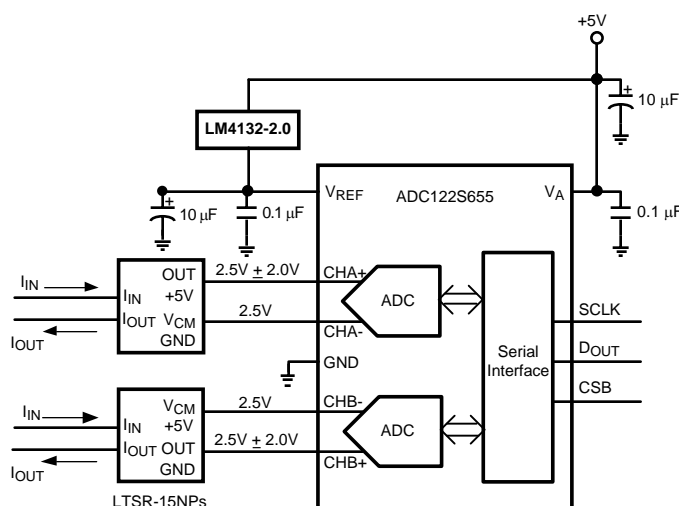 +5V
10 μF
+
LM4132-2.0
VREF
ADC122S655
VA
+
10 μF
0.1 μF
0.1 μF
IIN
IIN
IOUT
IOUT
OUT
+5V
VCM
GND
2.5V ± 2.0V
2.5V
CHA+
CHA-
ADC
GND
Serial
Interface
SCLK
DOUT
CSB
IIN
IIN
IOUT
IOUT
VCM
+5V
OUT
GND
2.5V
2.5V ± 2.0V
CHB-
CHB+
ADC
LTSR-15NPs
+